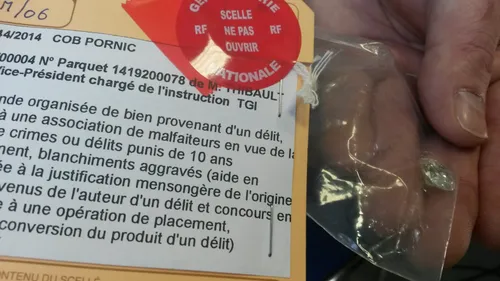 M/06
GENDARMERIE
SCELLE
RF NE PAS RF
OUVRIR
NATIONALE
44/2014 COB PORNIC
00004 N° Parquet 1419200078 de M. THIBAULT
Vice-Président chargé de l'instruction TGI
nde organisée de bien provenant d'un délit,
à une association de malfaiteurs en vue de la
e crimes ou délits punis de 10 ans
ment, blanchiments aggravés (aide en
ée à la justification mensongère de l'origine
venus de l'auteur d'un délit et concours en
e à une opération de placement,
conversion du produit d'un délit)
NTENU DU SCELLÉ